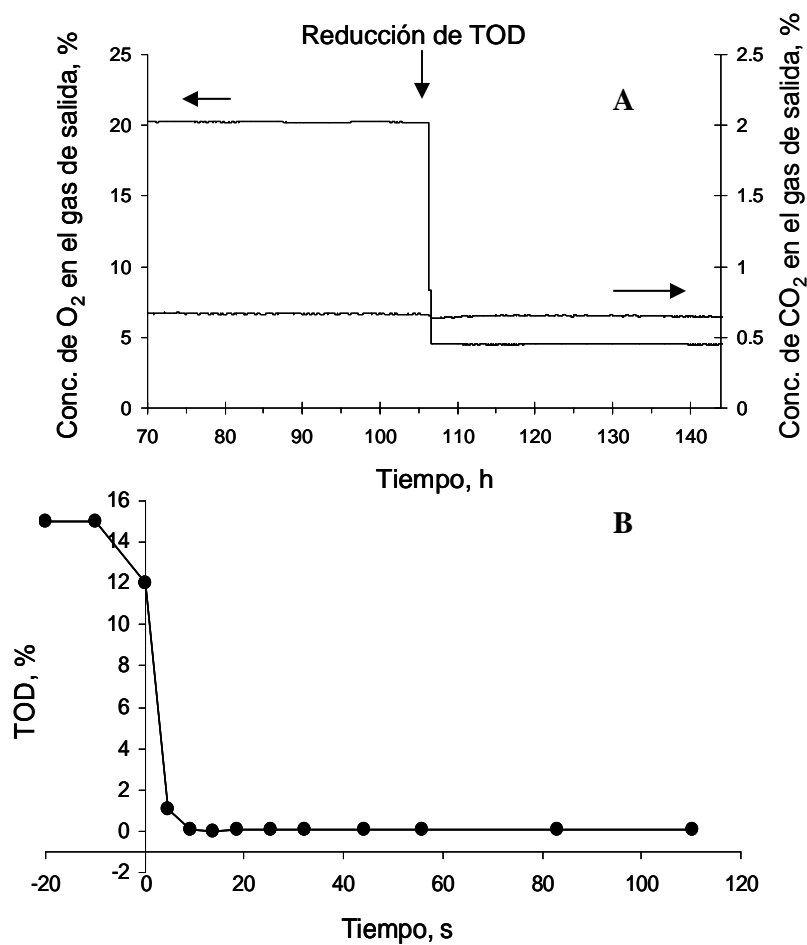 Reducción de TOD
A
Conc. de O2 en el gas de salida, %
25
20
15
10
5
0
2.5
2
1.5
1
0.5
0
Conc. de CO2 en el gas de salida, %
70 80 90 100 110 120 130 140
Tiempo, h
B
TOD, %
16
14
12
10
8
6
4
2
0
-2
-20 0 20 40 60 80 100 120
Tiempo, s